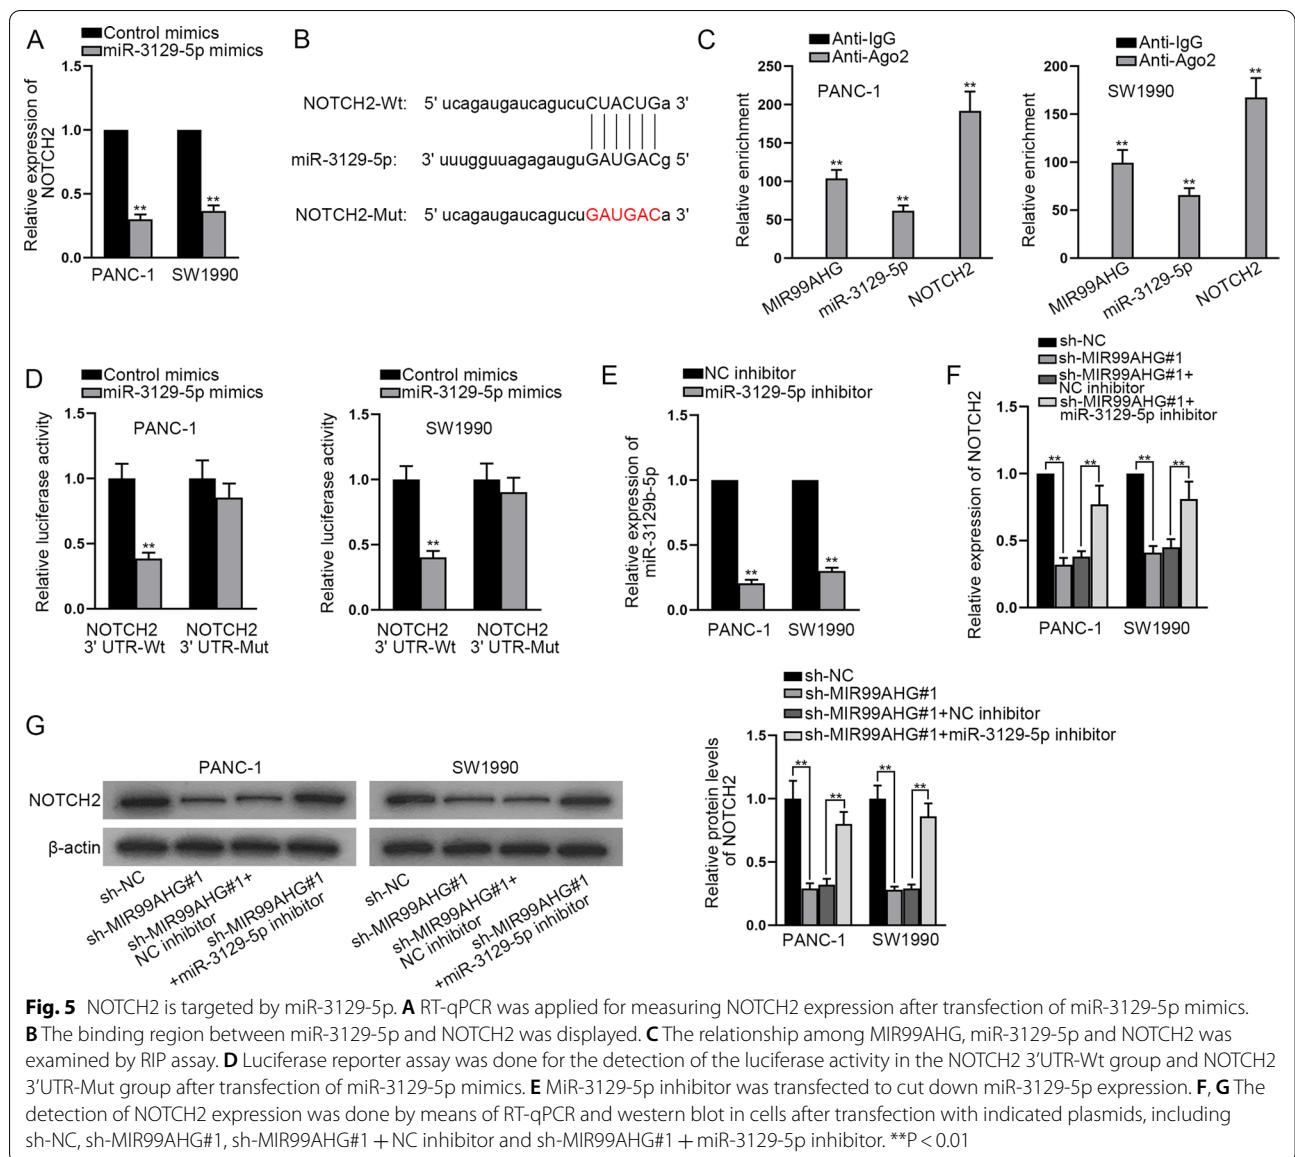 A
Control mimics
miR-3129-5p mimics
Relative expression of
NOTCH2
1.5
1.0
0.5
0.0
**
**
PANC-1 SW1990
B
NOTCH2-Wt: 5' ucagaugaucagucuCUACUGa 3'
miR-3129-5p: 3' uuugguuagagauguGAUGACg 5'
NOTCH2-Mut: 5' ucagaugaucagucuGAUGACa 3'
C
Anti-IgG
Anti-Ago2
PANC-1
Relative enrichment
250
200
150
100
50
0
**
**
**
MIR99AHG
miR-3129-5p
NOTCH2
Anti-IgG
Anti-Ago2
SW1990
Relative enrichment
200
150
100
50
0
**
**
**
MIR99AHG
miR-3129-5p
NOTCH2
D
Control mimics
miR-3129-5p mimics
PANC-1
Relative luciferase activity
1.5
1.0
0.5
0.0
**
NOTCH2 NOTCH2
3' UTR-Wt 3' UTR-Mut
Control mimics
miR-3129-5p mimics
SW1990
Relative luciferase activity
1.5
1.0
0.5
0.0
**
NOTCH2 NOTCH2
3' UTR-Wt 3' UTR-Mut
E
NC inhibitor
miR-3129-5p inhibitor
Relative expression of
miR-3129b-5p
1.5
1.0
0.5
0.0
**
**
PANC-1 SW1990
F
sh-NC
sh-MIR99AHG#1
sh-MIR99AHG#1+
NC inhibitor
sh-MIR99AHG#1+
miR-3129-5p inhibitor
Relative expression of NOTCH2
1.5
1.0
0.5
0.0
** ** ** **
PANC-1 SW1990
G
PANC-1 SW1990
NOTCH2
β-actin
sh-NC
sh-MIR99AHG#1
sh-MIR99AHG#1+
NC inhibitor
sh-MIR99AHG#1
+miR-3129-5p inhibitor
sh-NC
sh-MIR99AHG#1
sh-MIR99AHG#1+
NC inhibitor
sh-MIR99AHG#1
+miR-3129-5p inhibitor
sh-NC
sh-MIR99AHG#1
sh-MIR99AHG#1+NC inhibitor
sh-MIR99AHG#1+miR-3129-5p inhibitor
Relative protein levels
of NOTCH2
1.5
1.0
0.5
0.0
** ** ** **
PANC-1 SW1990
Fig. 5 NOTCH2 is targeted by miR-3129-5p. A RT-qPCR was applied for measuring NOTCH2 expression after transfection of miR-3129-5p mimics.
B The binding region between miR-3129-5p and NOTCH2 was displayed. C The relationship among MIR99AHG, miR-3129-5p and NOTCH2 was
examined by RIP assay. D Luciferase reporter assay was done for the detection of the luciferase activity in the NOTCH2 3'UTR-Wt group and NOTCH2
3'UTR-Mut group after transfection of miR-3129-5p mimics. E MiR-3129-5p inhibitor was transfected to cut down miR-3129-5p expression. F, G The
detection of NOTCH2 expression was done by means of RT-qPCR and western blot in cells after transfection with indicated plasmids, including
sh-NC, sh-MIR99AHG#1, sh-MIR99AHG#1 + NC inhibitor and sh-MIR99AHG#1 + miR-3129-5p inhibitor. **P < 0.01